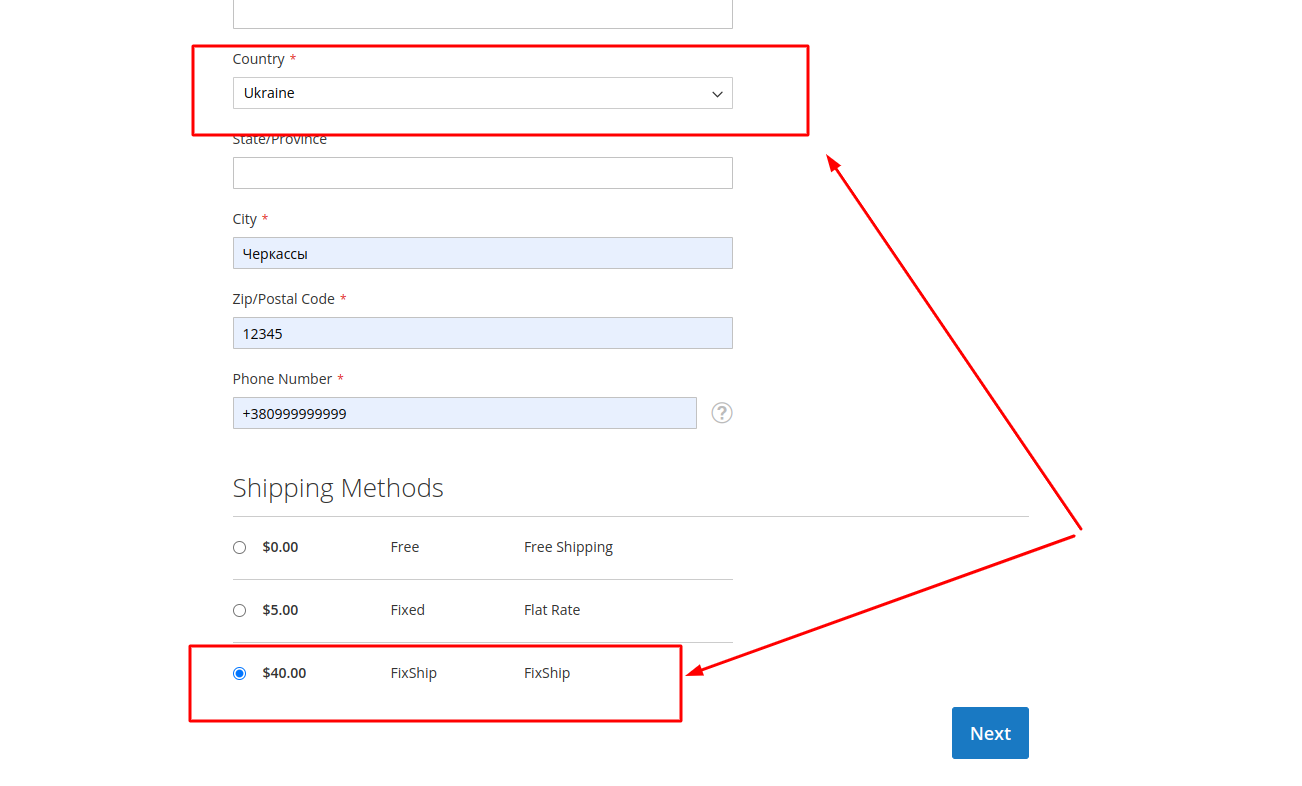 Country *
Ukraine
State/Province
City *
Черкассы
Zip/Postal Code *
12345
Phone Number *
+380999999999
?
Shipping Methods
$0.00 Free Free Shipping
$5.00 Fixed Flat Rate
$40.00 FixShip FixShip
Next